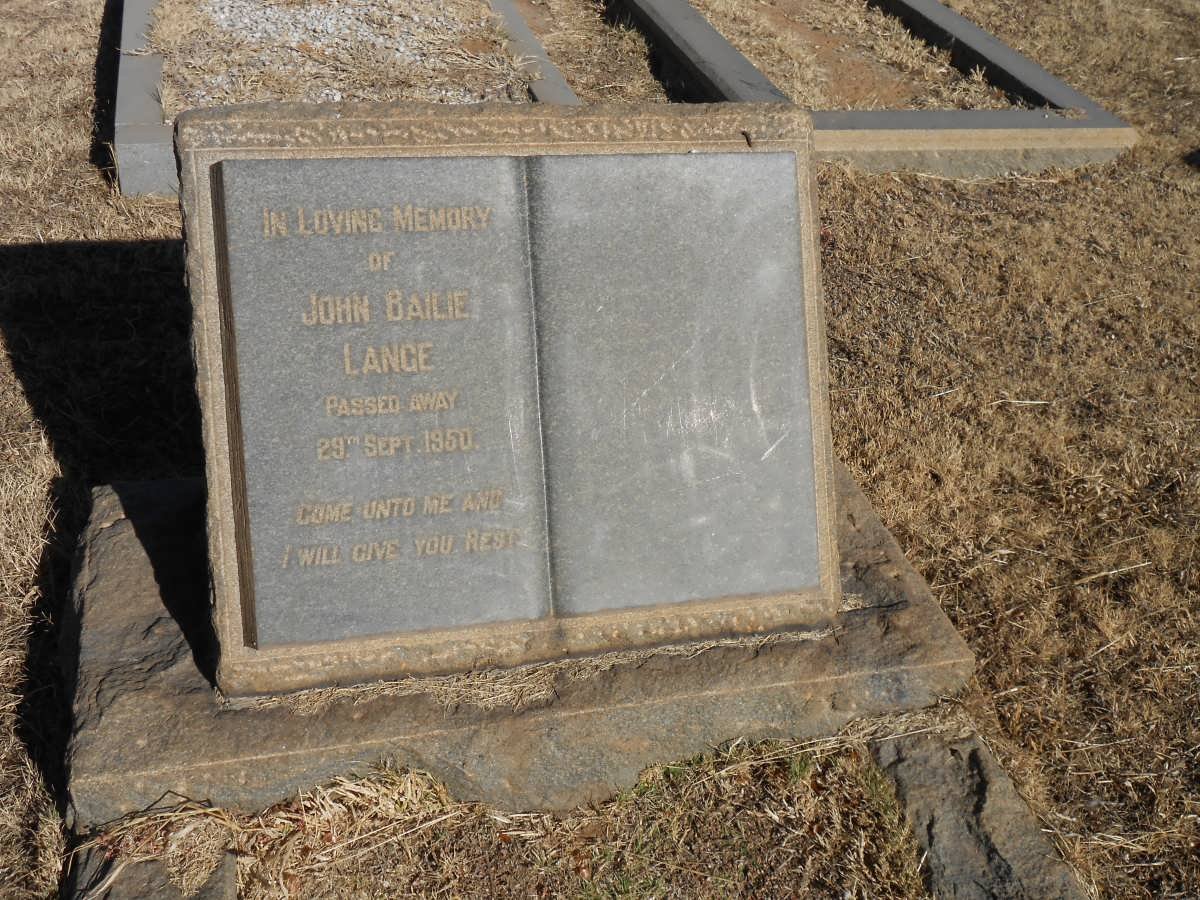 IN LOVING MEMORY
OF
JOHN BAILIE
LANGE
PASSED AWAY
29TH SEPT. 1950.
COME UNTO ME AND
I WILL GIVE YOU REST